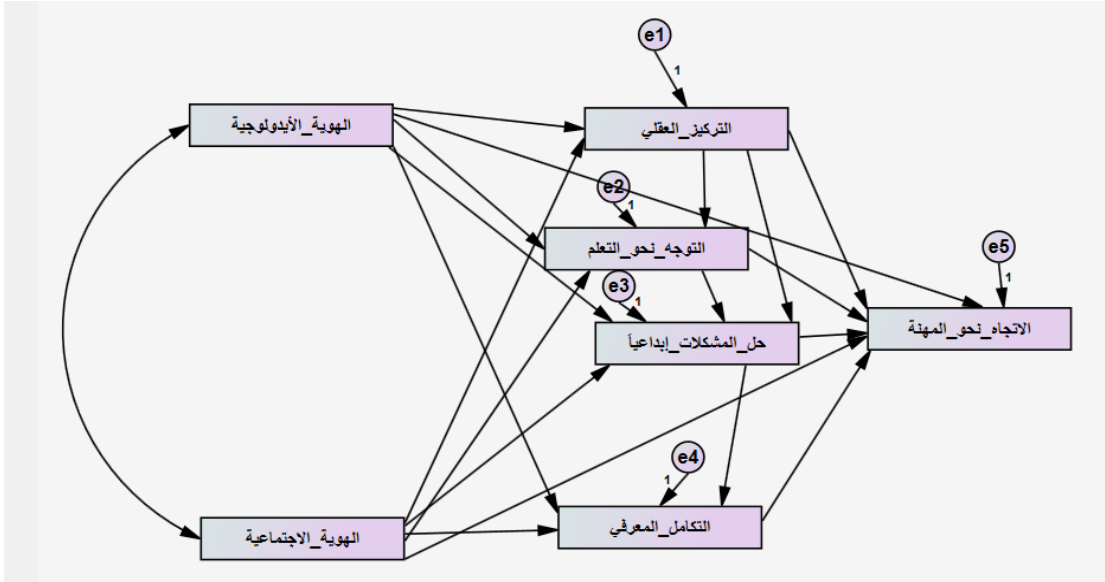 e1
1
الهوية_الأيدولوجية
التركيز_العقلي
e2
1
التوجه_نحو_التعلم
e5
1
e3
1
الاتجاه_نحو_المهنة
حل_المشكلات_إبداعياً
e4
1
الهوية_الاجتماعية
التكامل_المعرفي